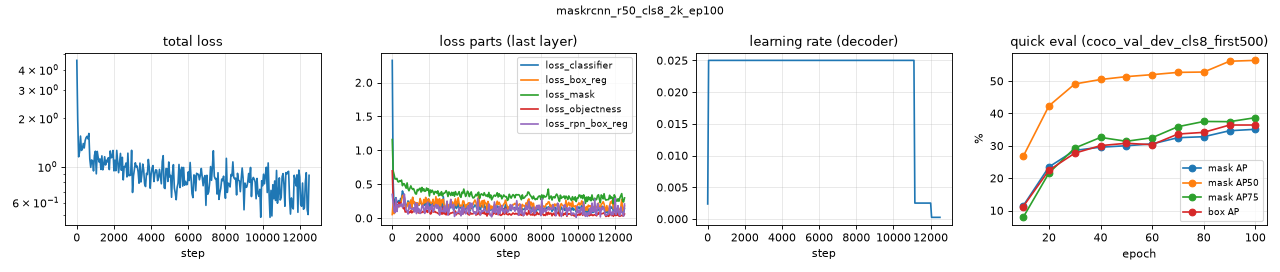 maskrcnn_r50_cls8_2k_ep100
total loss
4 × 10⁰
3 × 10⁰
2 × 10⁰
10⁰
6 × 10⁻¹
0 2000 4000 6000 8000 10000 12000
step
loss parts (last layer)
loss_classifier
loss_box_reg
loss_mask
loss_objectness
loss_rpn_box_reg
2.0
1.5
1.0
0.5
0.0
0 2000 4000 6000 8000 10000 12000
step
learning rate (decoder)
0.025
0.020
0.015
0.010
0.005
0.000
0 2000 4000 6000 8000 10000 12000
step
quick eval (coco_val_dev_cls8_first500)
%
50
40
30
20
10
mask AP
mask AP50
mask AP75
box AP
20 40 60 80 100
epoch